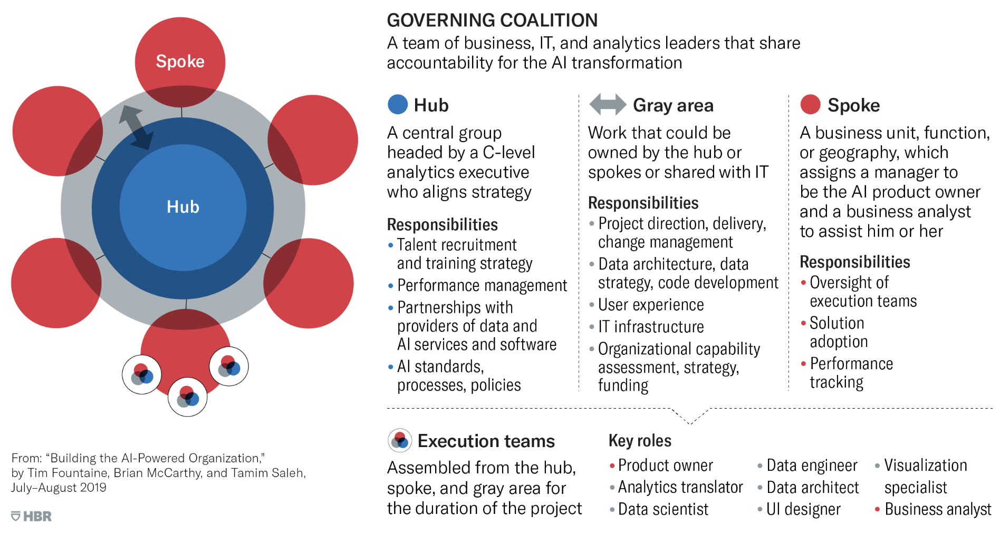 Spoke
Hub
From: “Building the AI-Powered Organization,”
by Tim Fountaine, Brian McCarthy, and Tamim Saleh,
July–August 2019
HBR
GOVERNING COALITION
A team of business, IT, and analytics leaders that share
accountability for the AI transformation
Hub
A central group
headed by a C-level
analytics executive
who aligns strategy
Responsibilities
• Talent recruitment
and training strategy
• Performance management
• Partnerships with
providers of data and
AI services and software
• AI standards,
processes, policies
Gray area
Work that could be
owned by the hub or
spokes or shared with IT
Responsibilities
• Project direction, delivery,
change management
• Data architecture, data
strategy, code development
• User experience
• IT infrastructure
• Organizational capability
assessment, strategy,
funding
Spoke
A business unit, function,
or geography, which
assigns a manager to
be the AI product owner
and a business analyst
to assist him or her
Responsibilities
• Oversight of
execution teams
• Solution
adoption
• Performance
tracking
Execution teams
Assembled from the hub,
spoke, and gray area for
the duration of the project
Key roles
• Product owner
• Analytics translator
• Data scientist
• Data engineer
• Data architect
• UI designer
• Visualization
specialist
• Business analyst